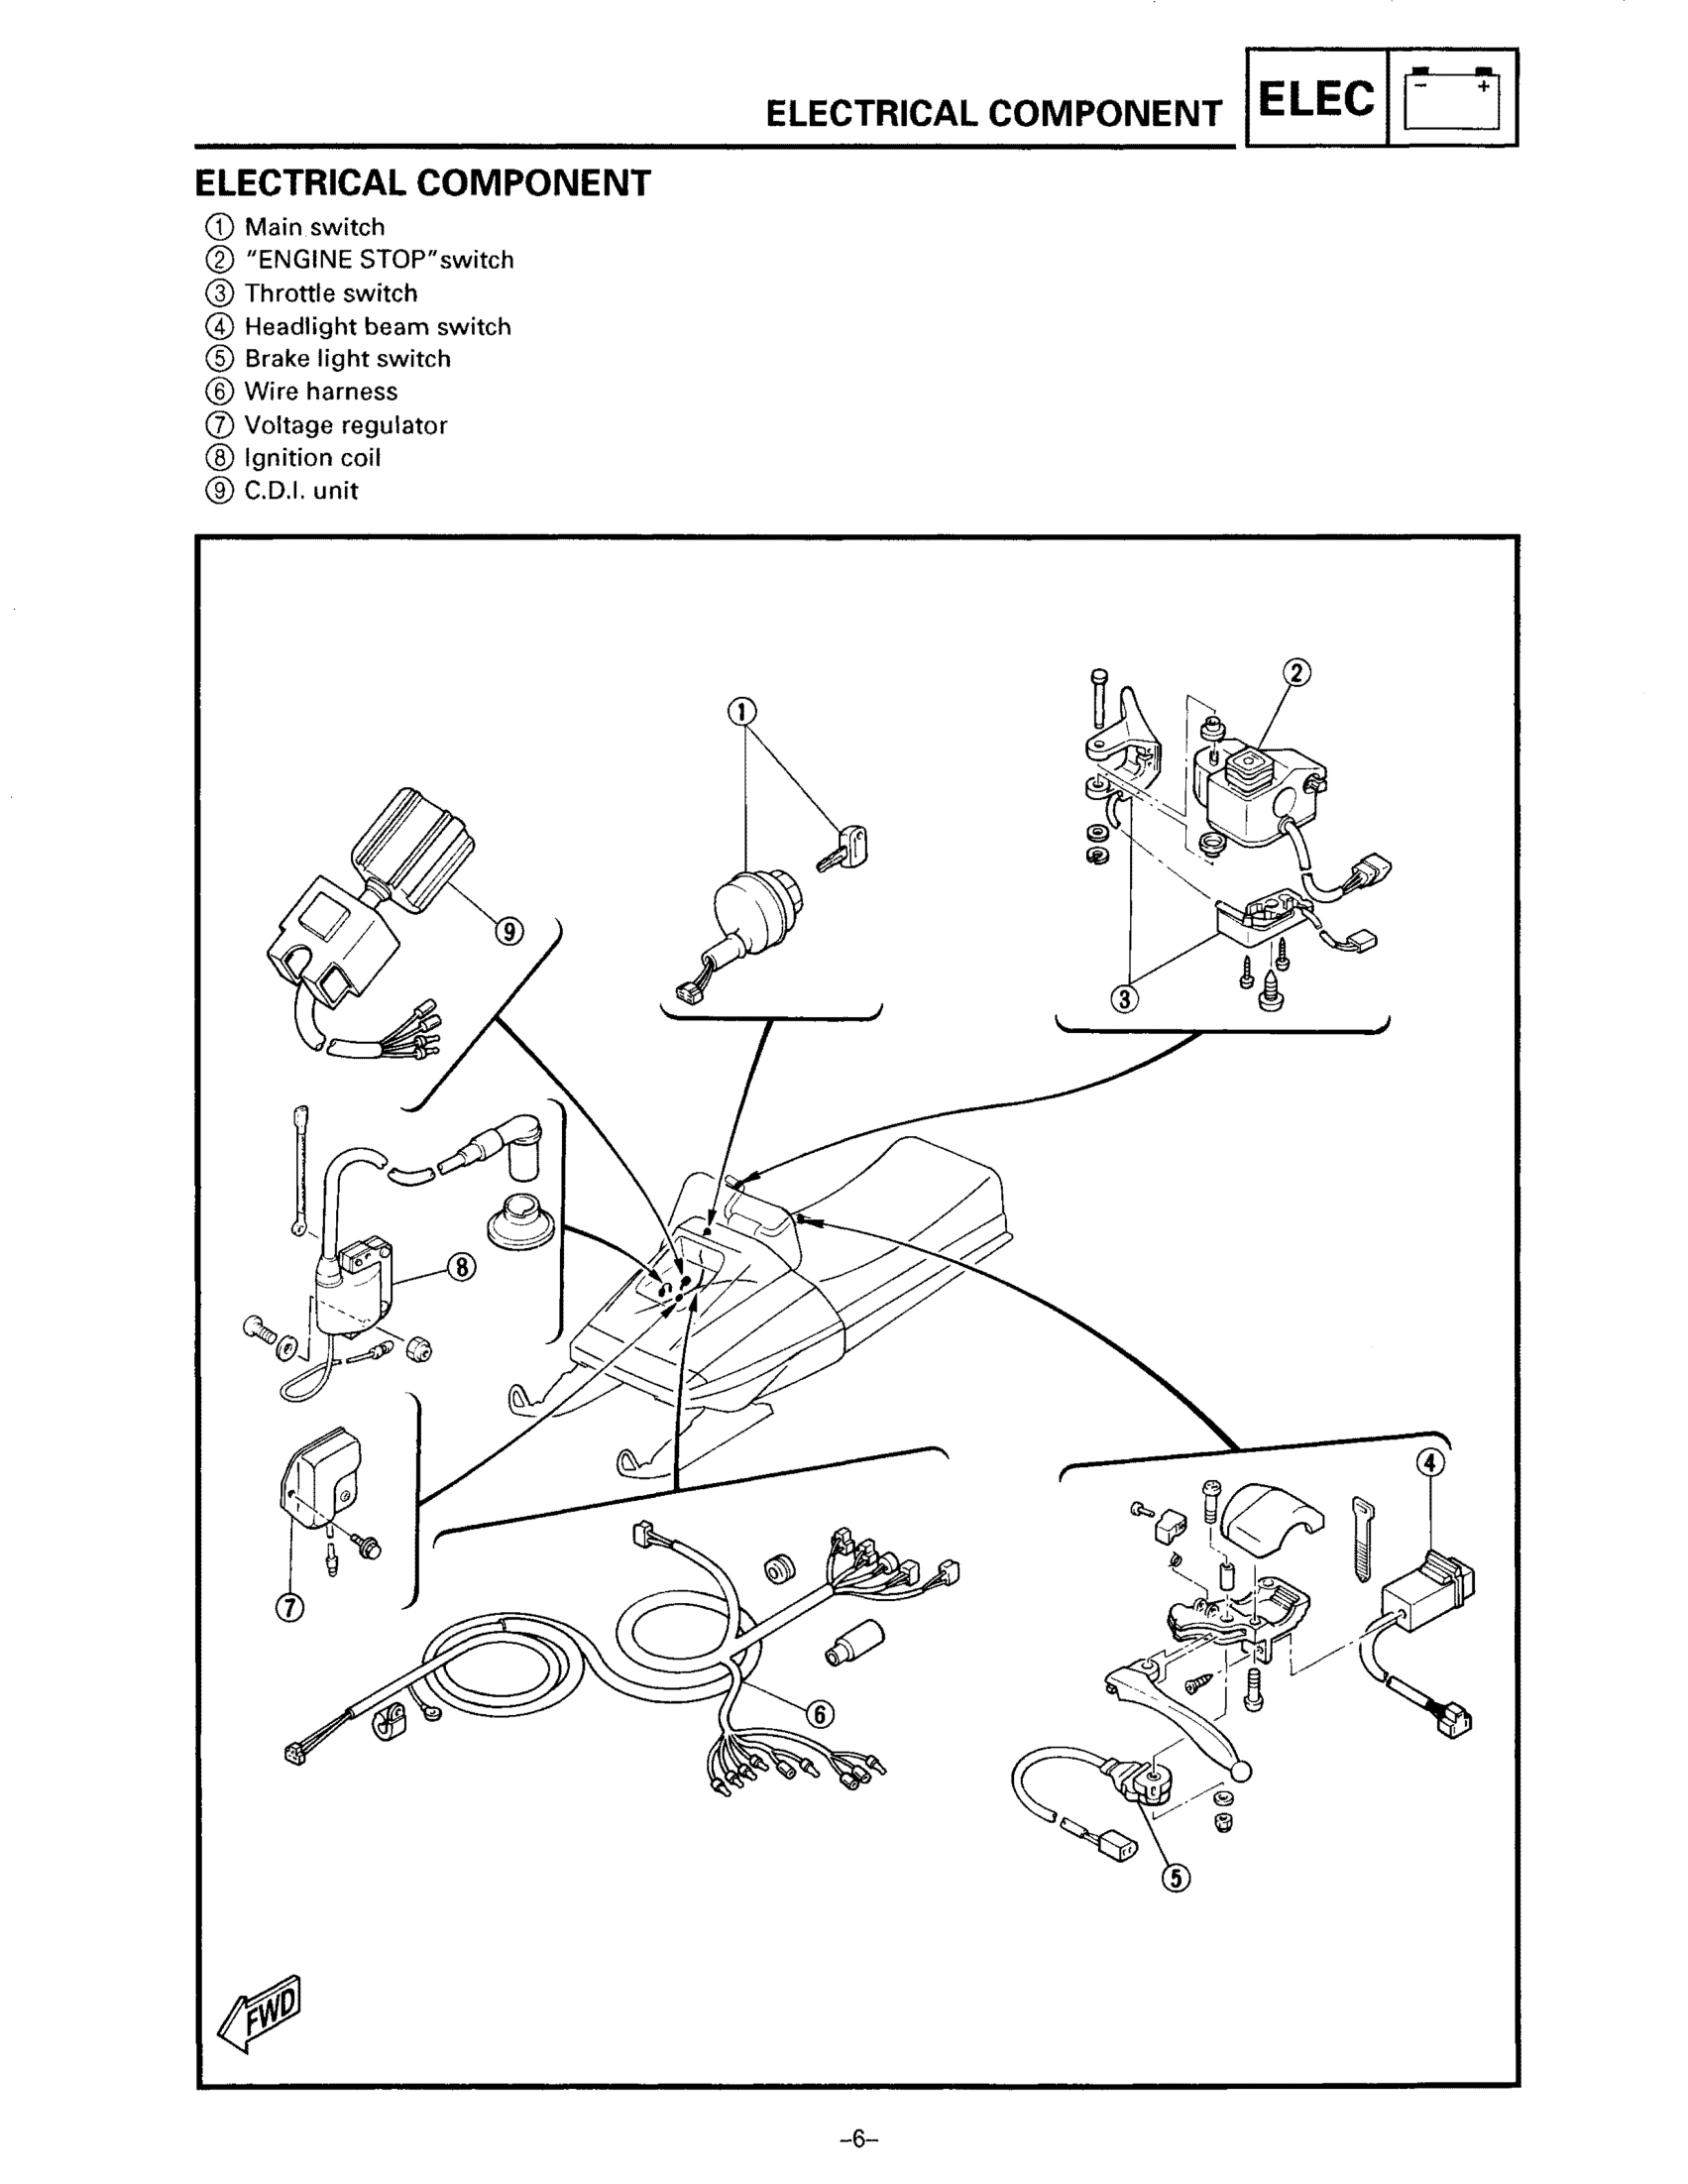 ELECTRICAL COMPONENT ELEC - +
ELECTRICAL COMPONENT
① Main switch
② "ENGINE STOP"switch
③ Throttle switch
④ Headlight beam switch
⑤ Brake light switch
⑥ Wire harness
⑦ Voltage regulator
⑧ Ignition coil
⑨ C.D.I. unit
②
①
⑨
③
⑧
④
⑦
⑥
⑤
FWD
–6–